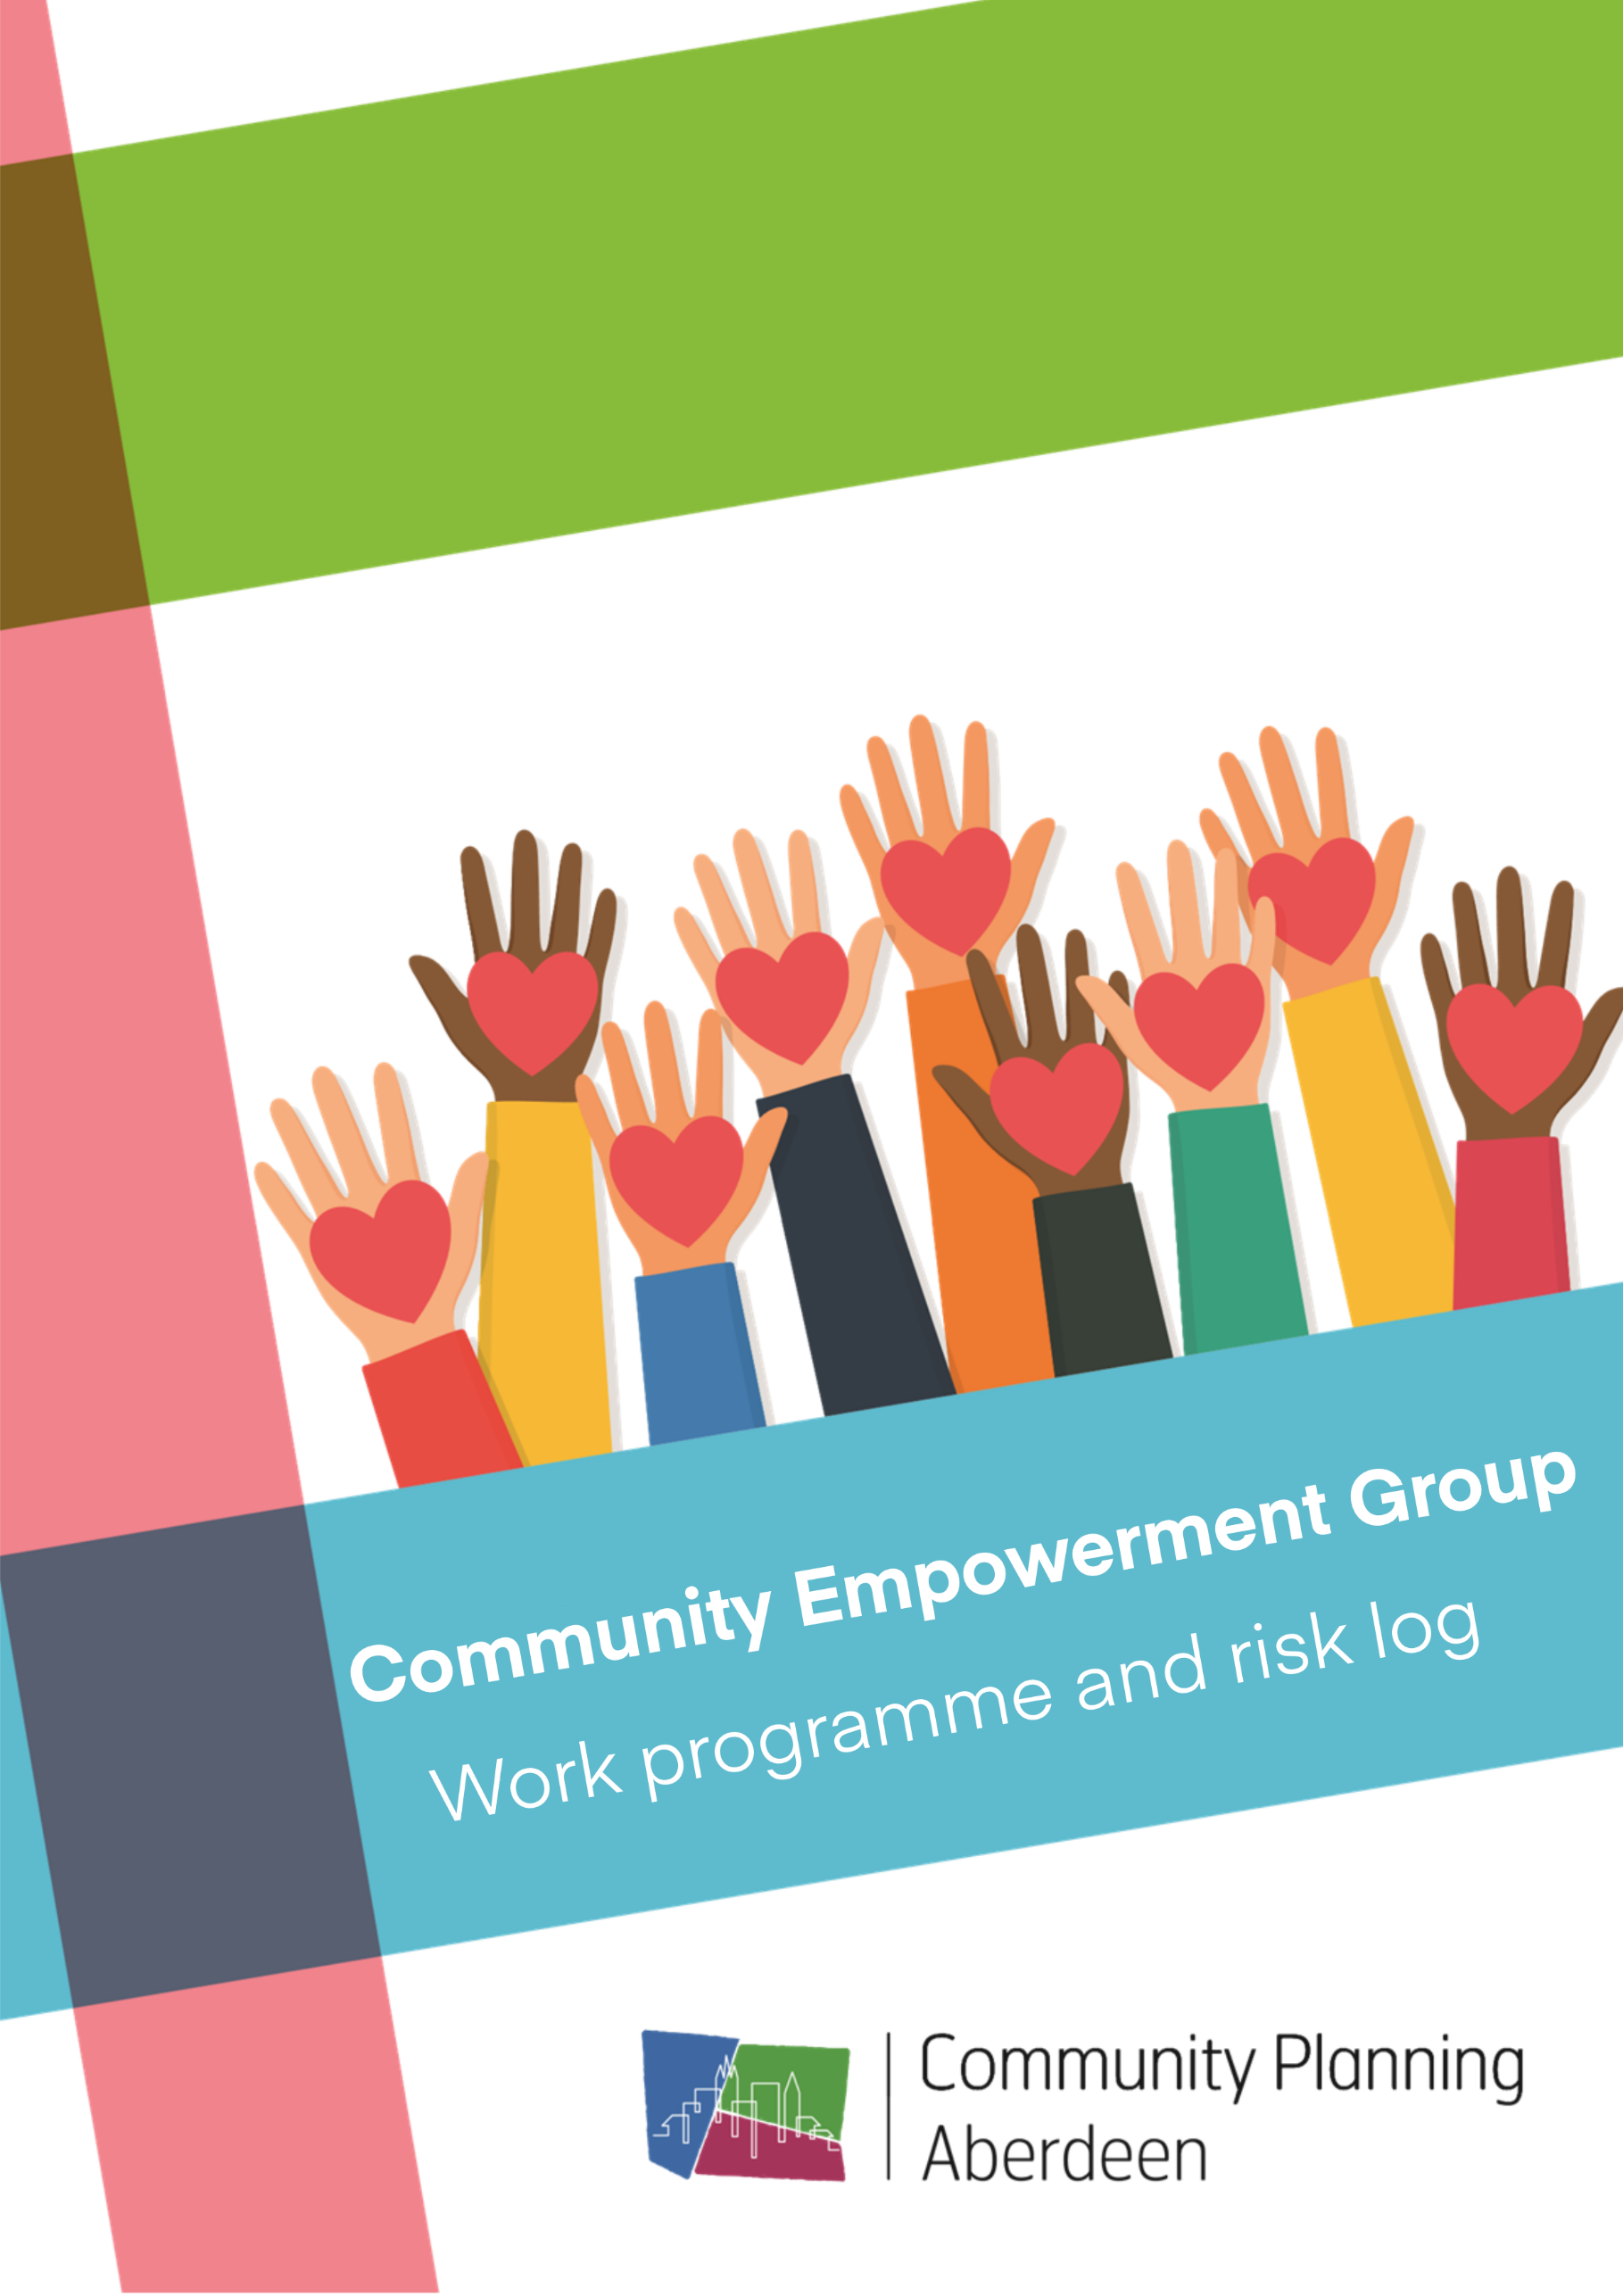 Community Empowerment Group
Work programme and risk log
Community Planning
Aberdeen